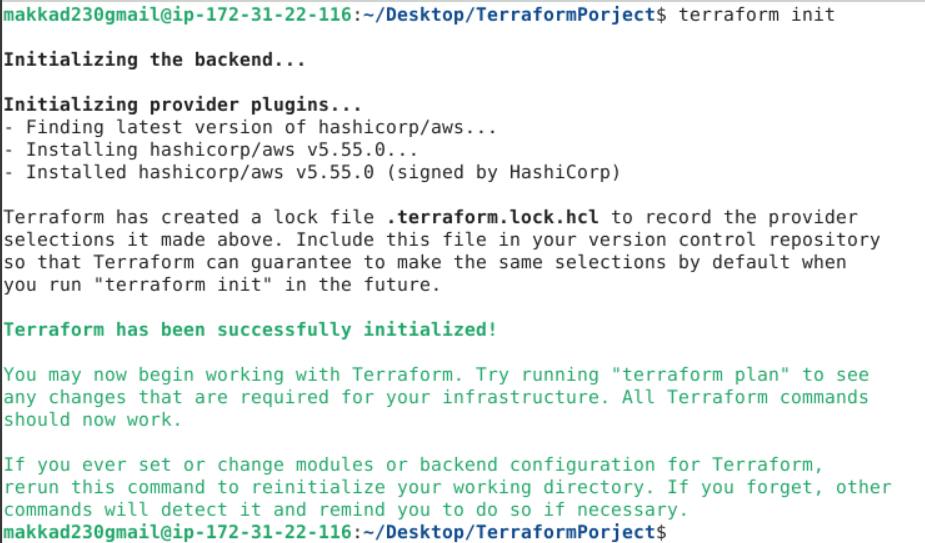 makkad230gmail@ip-172-31-22-116:~/Desktop/TerraformPorject$ terraform init
Initializing the backend...
Initializing provider plugins...
- Finding latest version of hashicorp/aws...
- Installing hashicorp/aws v5.55.0...
- Installed hashicorp/aws v5.55.0 (signed by HashiCorp)
Terraform has created a lock file .terraform.lock.hcl to record the provider
selections it made above. Include this file in your version control repository
so that Terraform can guarantee to make the same selections by default when
you run "terraform init" in the future.
Terraform has been successfully initialized!
You may now begin working with Terraform. Try running "terraform plan" to see
any changes that are required for your infrastructure. All Terraform commands
should now work.
If you ever set or change modules or backend configuration for Terraform,
rerun this command to reinitialize your working directory. If you forget, other
commands will detect it and remind you to do so if necessary.
makkad230gmail@ip-172-31-22-116:~/Desktop/TerraformPorject$